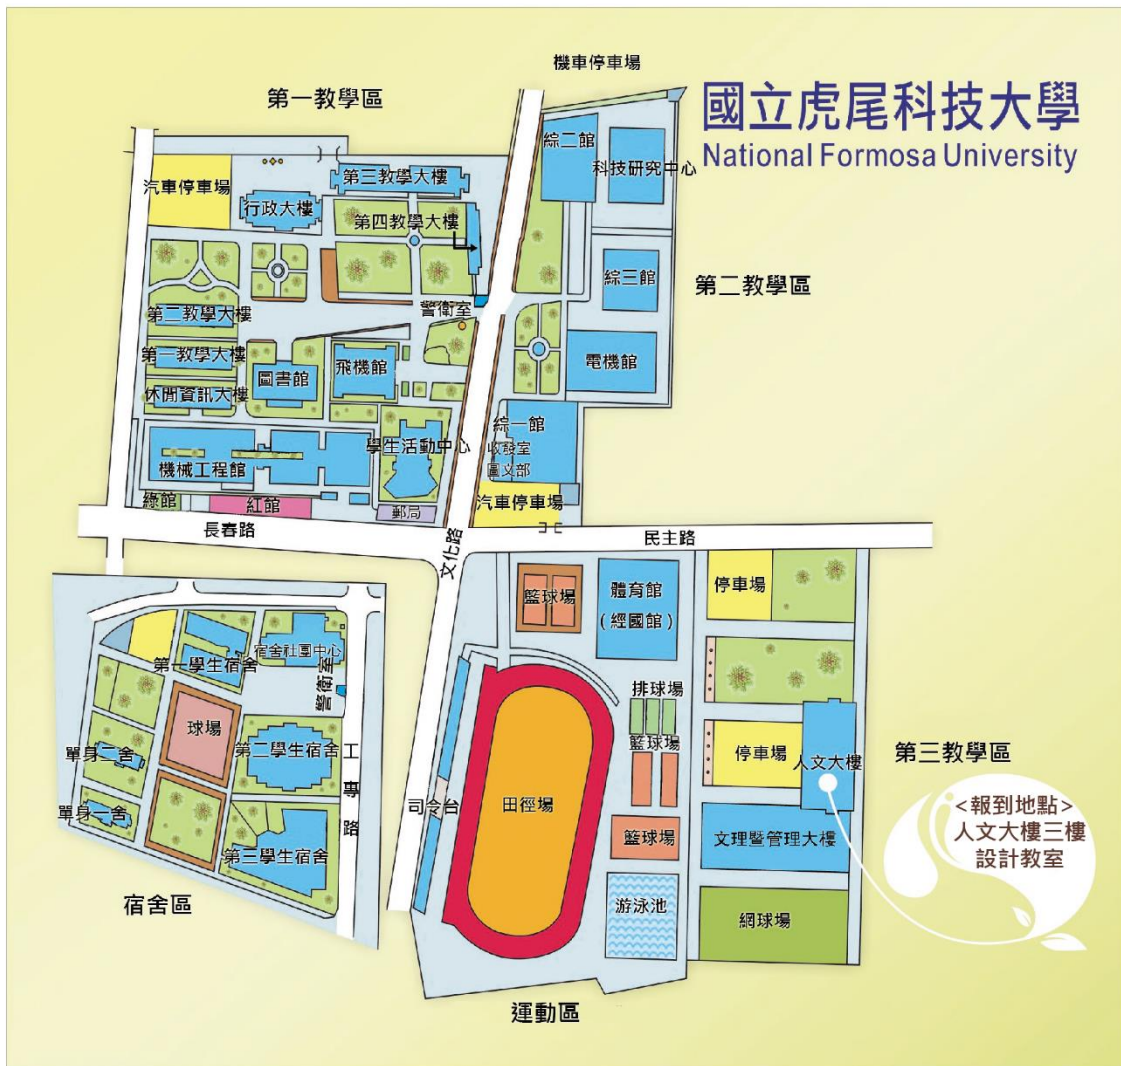 機車停車場
國立虎尾科技大學
National Formosa University
第一教學區
綜二館
科技研究中心
汽車停車場
第三教學大樓
行政大樓
第四教學大樓
綜三館
第二教學區
第二教學大樓
警衛室
第一教學大樓
飛機館
電機館
圖書館
休閒資訊大樓
綜一館
學生活動中心
收發室
圖文部
機械工程館
綠館
紅館
郵局
汽車停車場
長春路
文化路
民主路
籃球場
體育館
(經國館)
停車場
宿舍社團中心
第一學生宿舍
警衛室
排球場
球場
籃球場
單身二舍
第二學生宿舍
停車場
人文大樓
第三教學區
工專路
單身一舍
司令台
田徑場
<報到地點>
人文大樓三樓
設計教室
籃球場
文理暨管理大樓
第三學生宿舍
宿舍區
游泳池
網球場
運動區